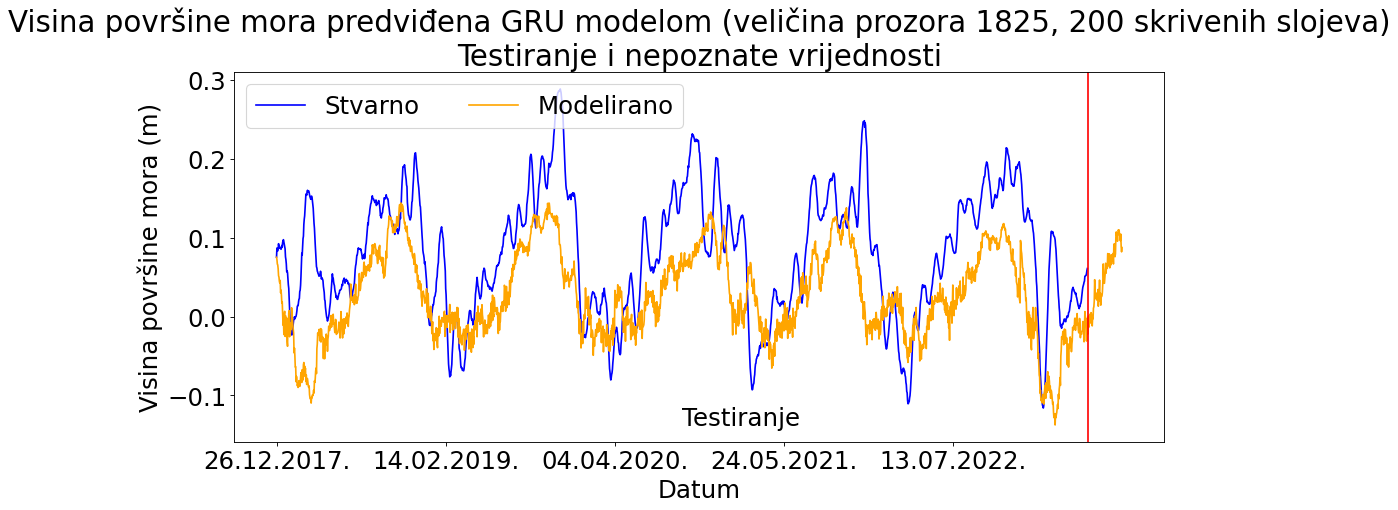 Visina površine mora predviđena GRU modelom (veličina prozora 1825, 200 skrivenih slojeva)
Testiranje i nepoznate vrijednosti
Stvarno
Modelirano
Visina površine mora (m)
0.3
0.2
0.1
0.0
−0.1
Testiranje
26.12.2017.
14.02.2019.
04.04.2020.
24.05.2021.
13.07.2022.
Datum